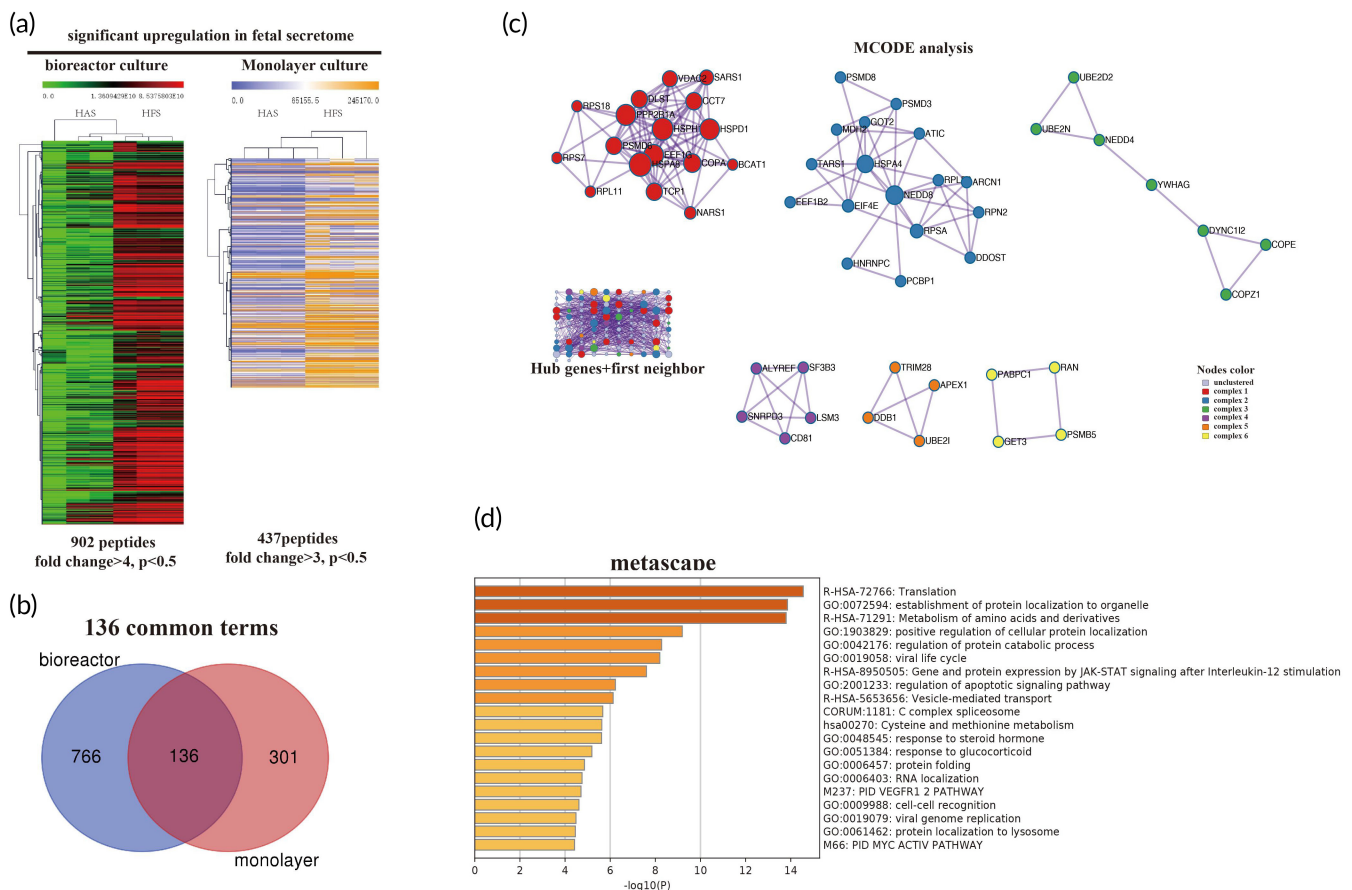 (a)
significant upregulation in fetal secretome
bioreactor culture
Monolayer culture
0.0
8.5375803E10
0.0
65155.5
245170.0
HAS
HFS
HAS
HFS
902 peptides
fold change>4, p<0.5
437peptides
fold change>3, p<0.5
(b)
136 common terms
bioreactor
766
136
301
monolayer
(c)
MCODE analysis
VDAC2
SARS1
DLST
CCT7
RPS18
PPP2R1A
HSPH1
HSPD1
PSMD6
EEF1G
RPS7
HSPA8
COPA
BCAT1
RPL11
TCP1
NARS1
PSMD8
PSMD3
GOT2
MDH2
ATIC
TARS1
HSPA4
ARCN1
NEDD8
EEF1B2
EIF4E
RPN2
RPSA
DDOST
HNRNPC
PCBP1
UBE2D2
UBE2N
NEDD4
YWHAG
DYNC1I2
COPE
COPZ1
Hub genes+first neighbor
ALYREF
SF3B3
SNRPD3
LSM3
CD81
TRIM28
APEX1
DDB1
UBE2I
PABPC1
RAN
GET3
PSMB5
Nodes color
unclustered
complex 1
complex 2
complex 3
complex 4
complex 5
complex 6
(d)
metascape
R-HSA-72766: Translation
GO:0072594: establishment of protein localization to organelle
R-HSA-71291: Metabolism of amino acids and derivatives
GO:1903829: positive regulation of cellular protein localization
GO:0042176: regulation of protein catabolic process
GO:0019058: viral life cycle
R-HSA-8950505: Gene and protein expression by JAK-STAT signaling after Interleukin-12 stimulation
GO:2001233: regulation of apoptotic signaling pathway
R-HSA-5653656: Vesicle-mediated transport
CORUM:1181: C complex spliceosome
hsa00270: Cysteine and methionine metabolism
GO:0048545: response to steroid hormone
GO:0051384: response to glucocorticoid
GO:0006457: protein folding
GO:0006403: RNA localization
M237: PID VEGFR1 2 PATHWAY
GO:0009988: cell-cell recognition
GO:0019079: viral genome replication
GO:0061462: protein localization to lysosome
M66: PID MYC ACTIV PATHWAY
0 2 4 6 8 10 12 14
-log10(P)